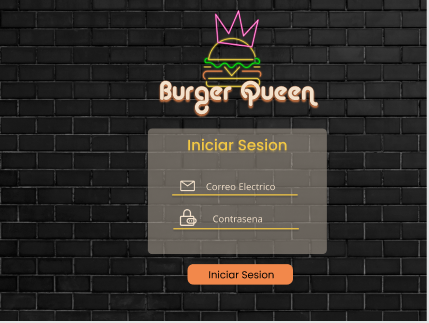 Burger Queen
Iniciar Sesion
Correo Electrico
Contrasena
Iniciar Sesion